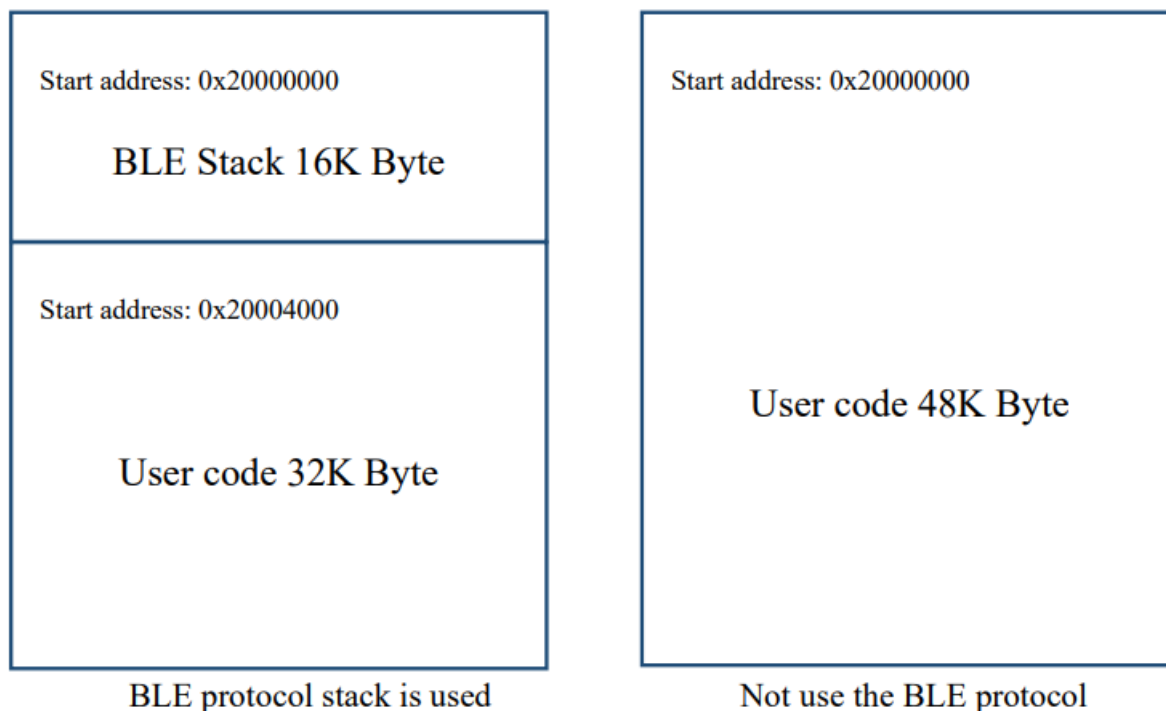 Start address: 0x20000000
BLE Stack 16K Byte
Start address: 0x20004000
User code 32K Byte
BLE protocol stack is used
Start address: 0x20000000
User code 48K Byte
Not use the BLE protocol